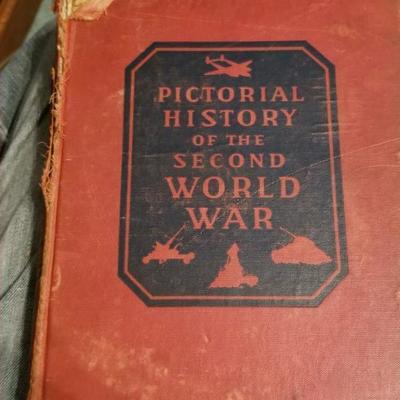 PICTORIAL
HISTORY
OF THE
SECOND
WORLD
WAR